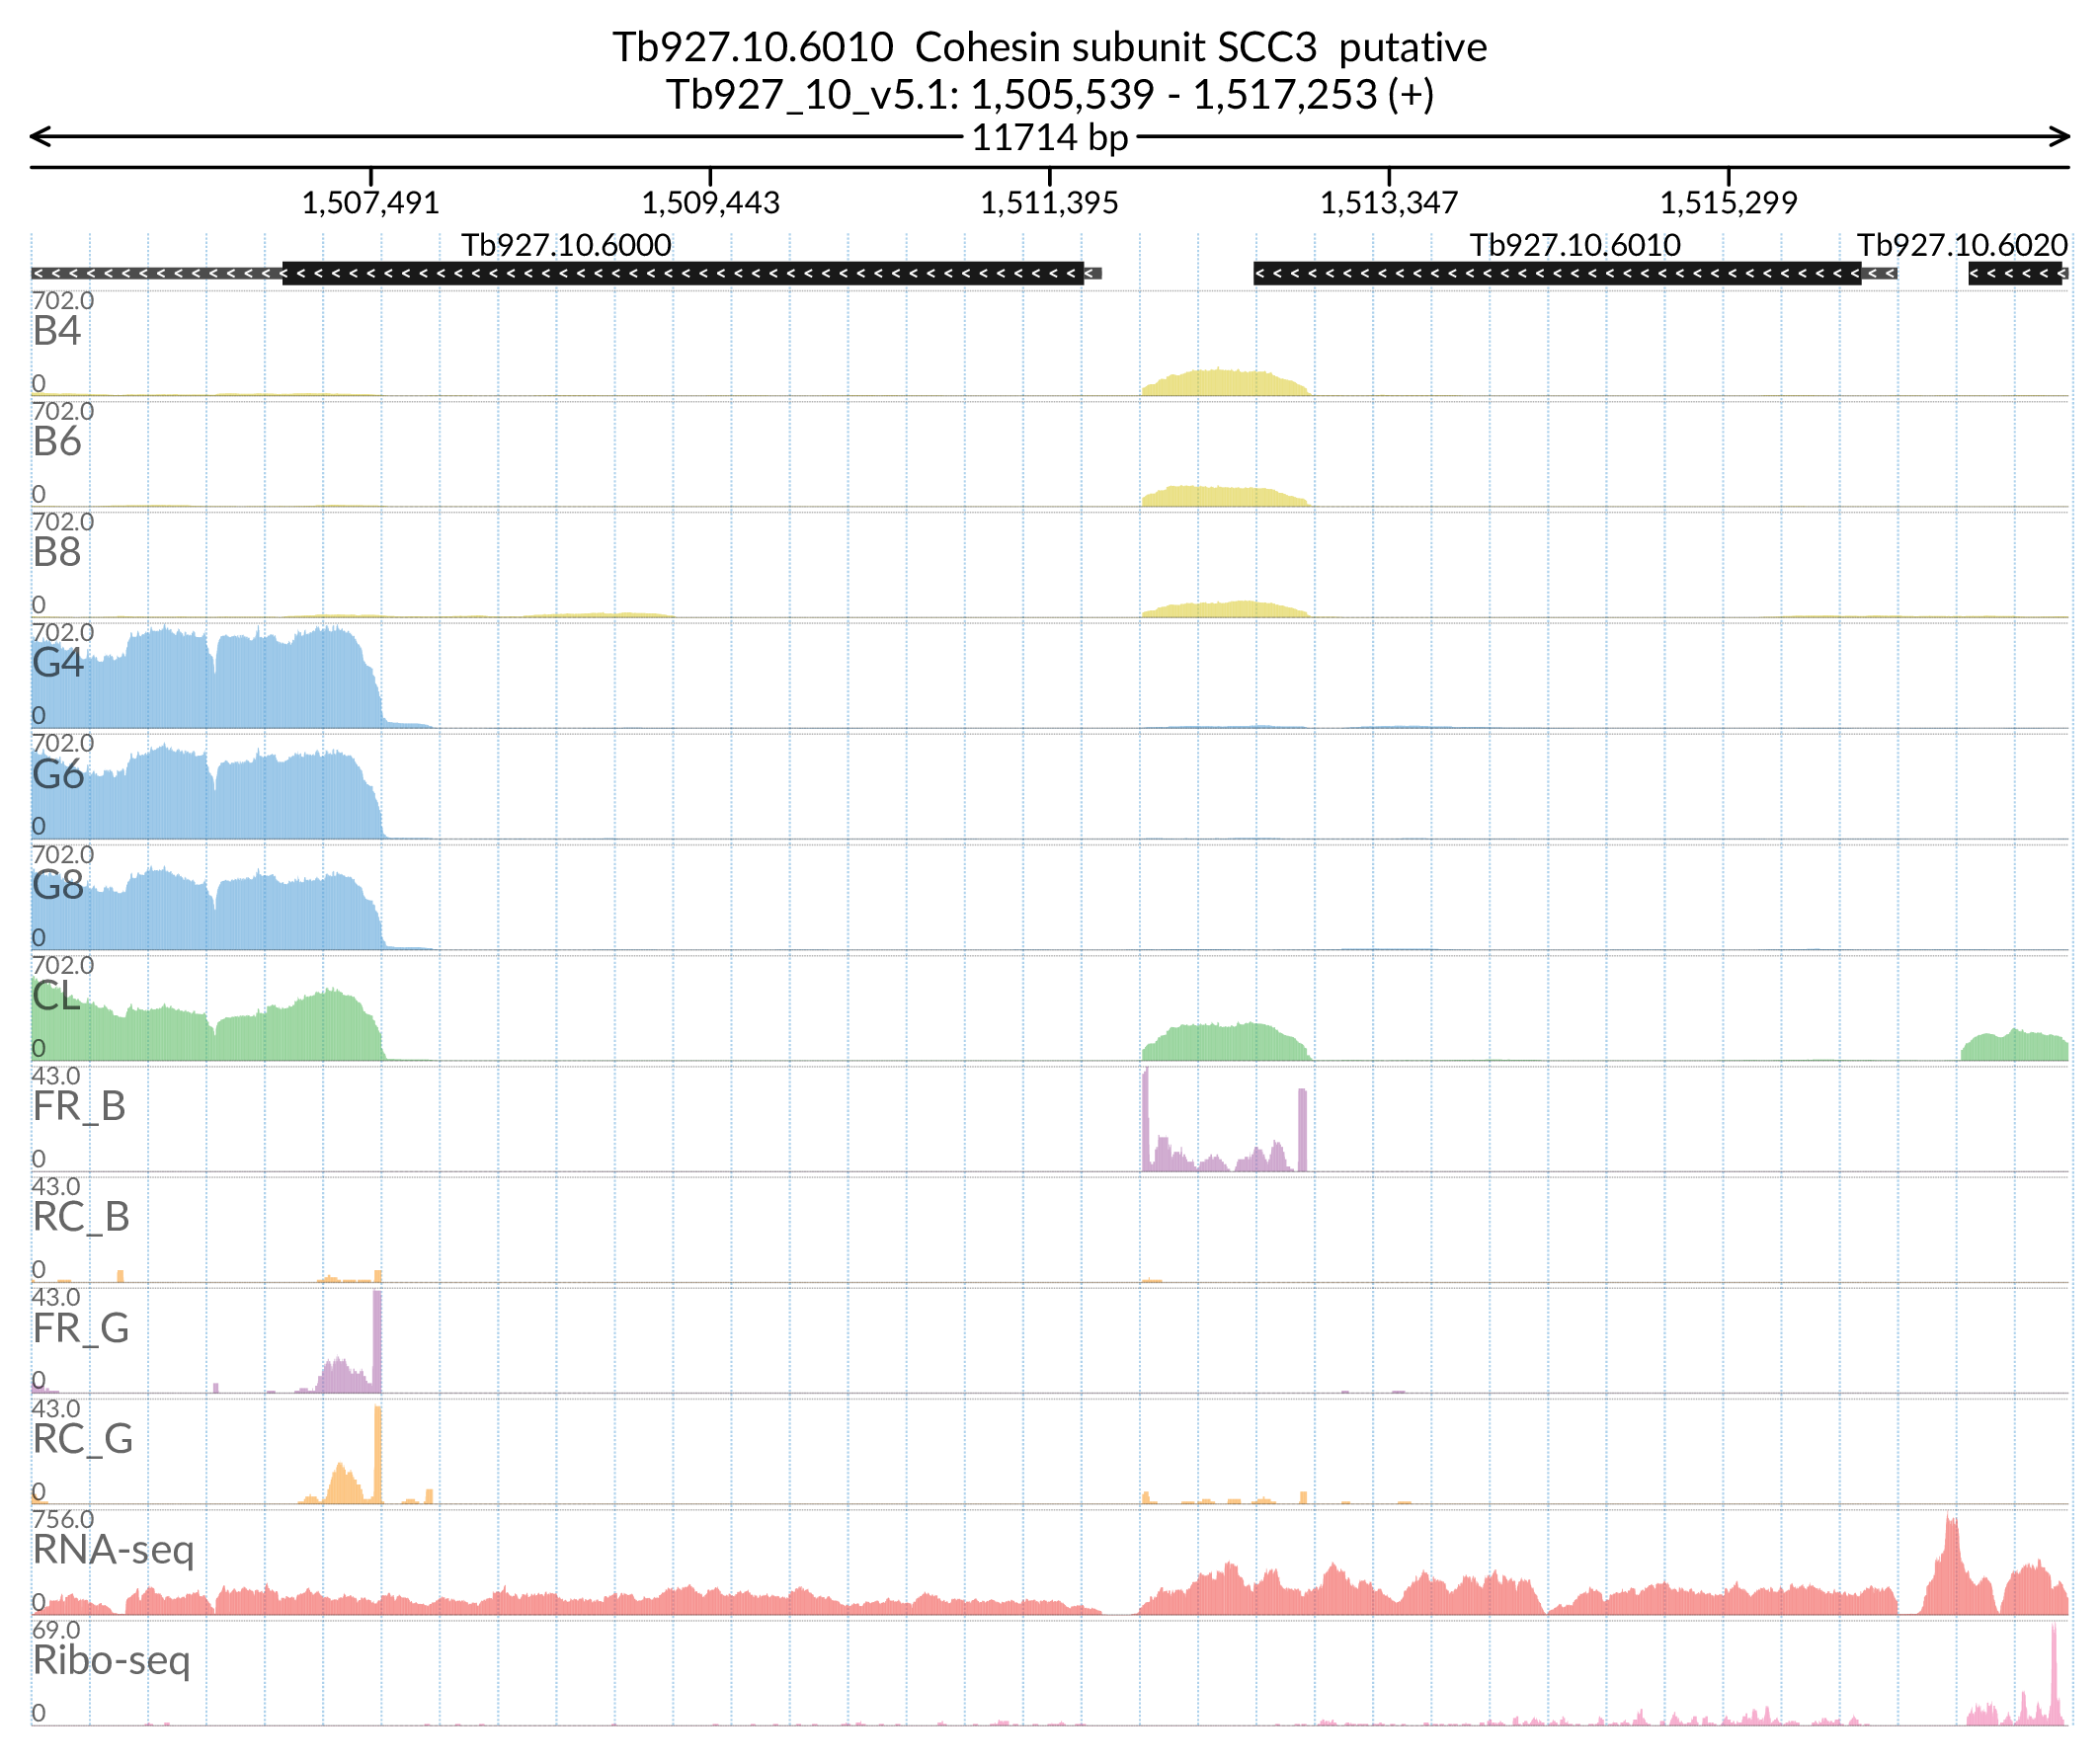 Tb927.10.6010  Cohesin subunit SCC3  putative
Tb927_10_v5.1: 1,505,539 - 1,517,253 (+)
11714 bp
1,507,491 1,509,443 1,511,395 1,513,347 1,515,299
Tb927.10.6000 Tb927.10.6010 Tb927.10.6020
702.0
B4
0
702.0
B6
0
702.0
B8
0
702.0
G4
0
702.0
G6
0
702.0
G8
0
702.0
CL
0
43.0
FR_B
0
43.0
RC_B
0
43.0
FR_G
0
43.0
RC_G
0
756.0
RNA-seq
0
69.0
Ribo-seq
0